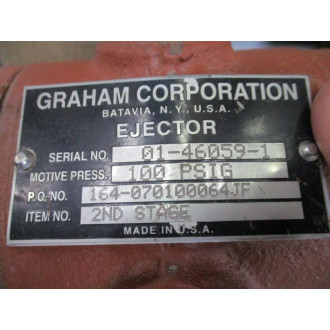 GRAHAM CORPORATION
BATAVIA, N.Y., U.S.A.
EJECTOR
SERIAL NO. 01-46059-1
MOTIVE PRESS. 100 PSIG
P.O. NO. 164-070100064JF
ITEM NO. 2ND STAGE
MADE IN U.S.A.